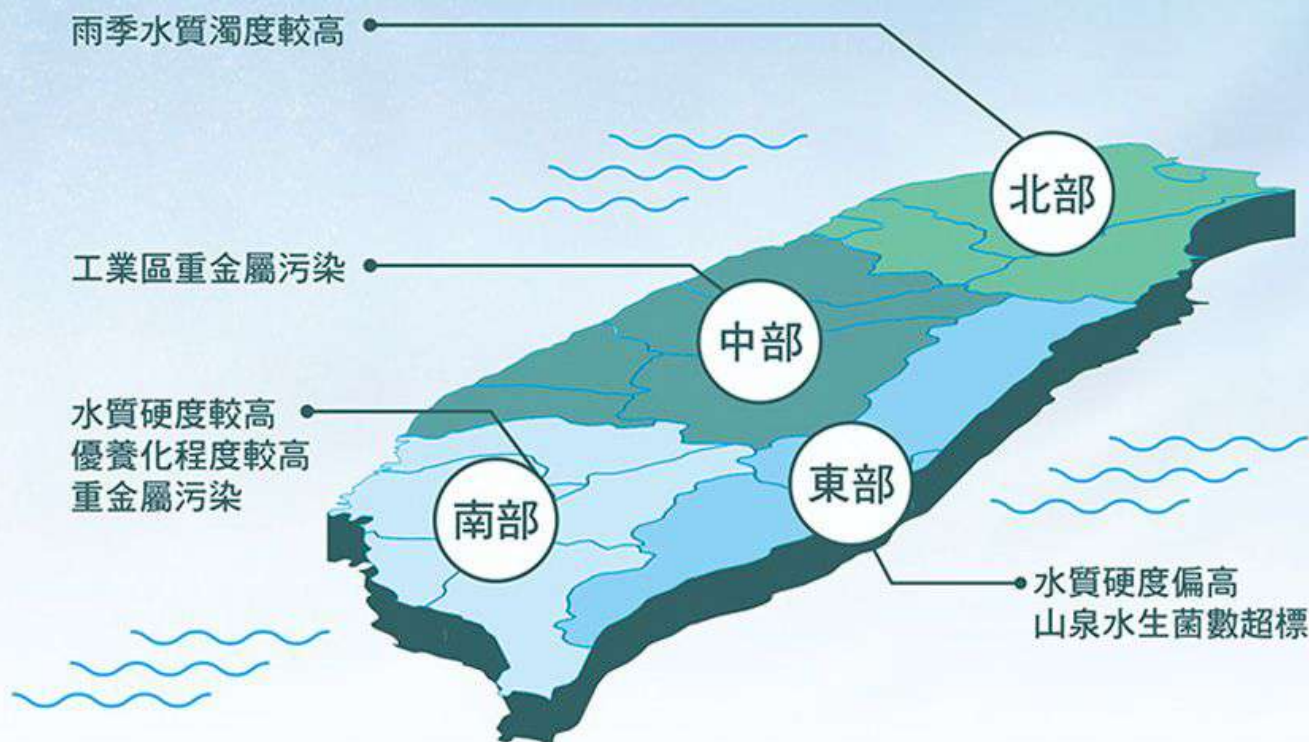 雨季水質濁度較高
北部
工業區重金屬污染
中部
水質硬度較高
優養化程度較高
重金屬污染
南部
東部
水質硬度偏高
山泉水生菌數超標